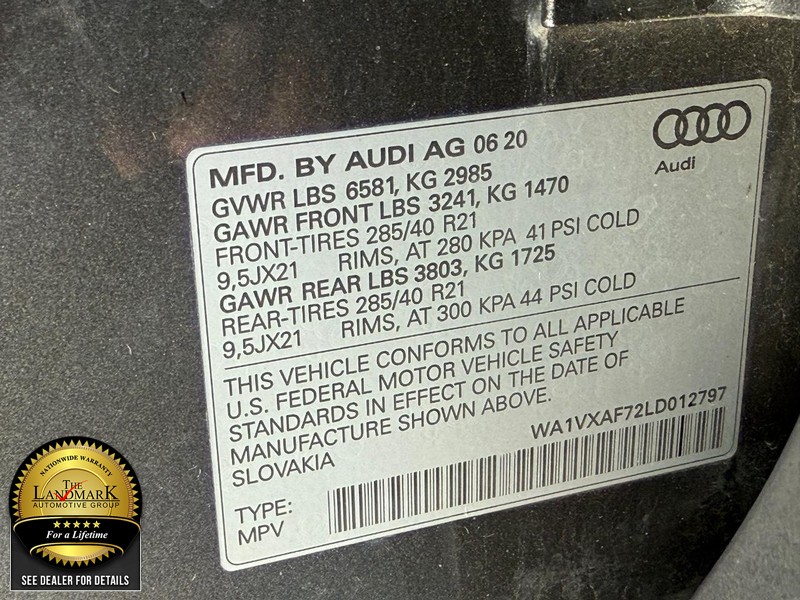 MFD. BY AUDI AG 06 20
Audi
GVWR LBS 6581, KG 2985
GAWR FRONT LBS 3241, KG 1470
FRONT-TIRES 285/40 R21
9,5JX21 RIMS, AT 280 KPA 41 PSI COLD
GAWR REAR LBS 3803, KG 1725
REAR-TIRES 285/40 R21
9,5JX21 RIMS, AT 300 KPA 44 PSI COLD
THIS VEHICLE CONFORMS TO ALL APPLICABLE
U.S. FEDERAL MOTOR VEHICLE SAFETY
STANDARDS IN EFFECT ON THE DATE OF
MANUFACTURE SHOWN ABOVE.
SLOVAKIA
WA1VXAF72LD012797
TYPE:
MPV
NATIONWIDE WARRANTY
THE
LANDMARK
AUTOMOTIVE GROUP
For a Lifetime
SEE DEALER FOR DETAILS